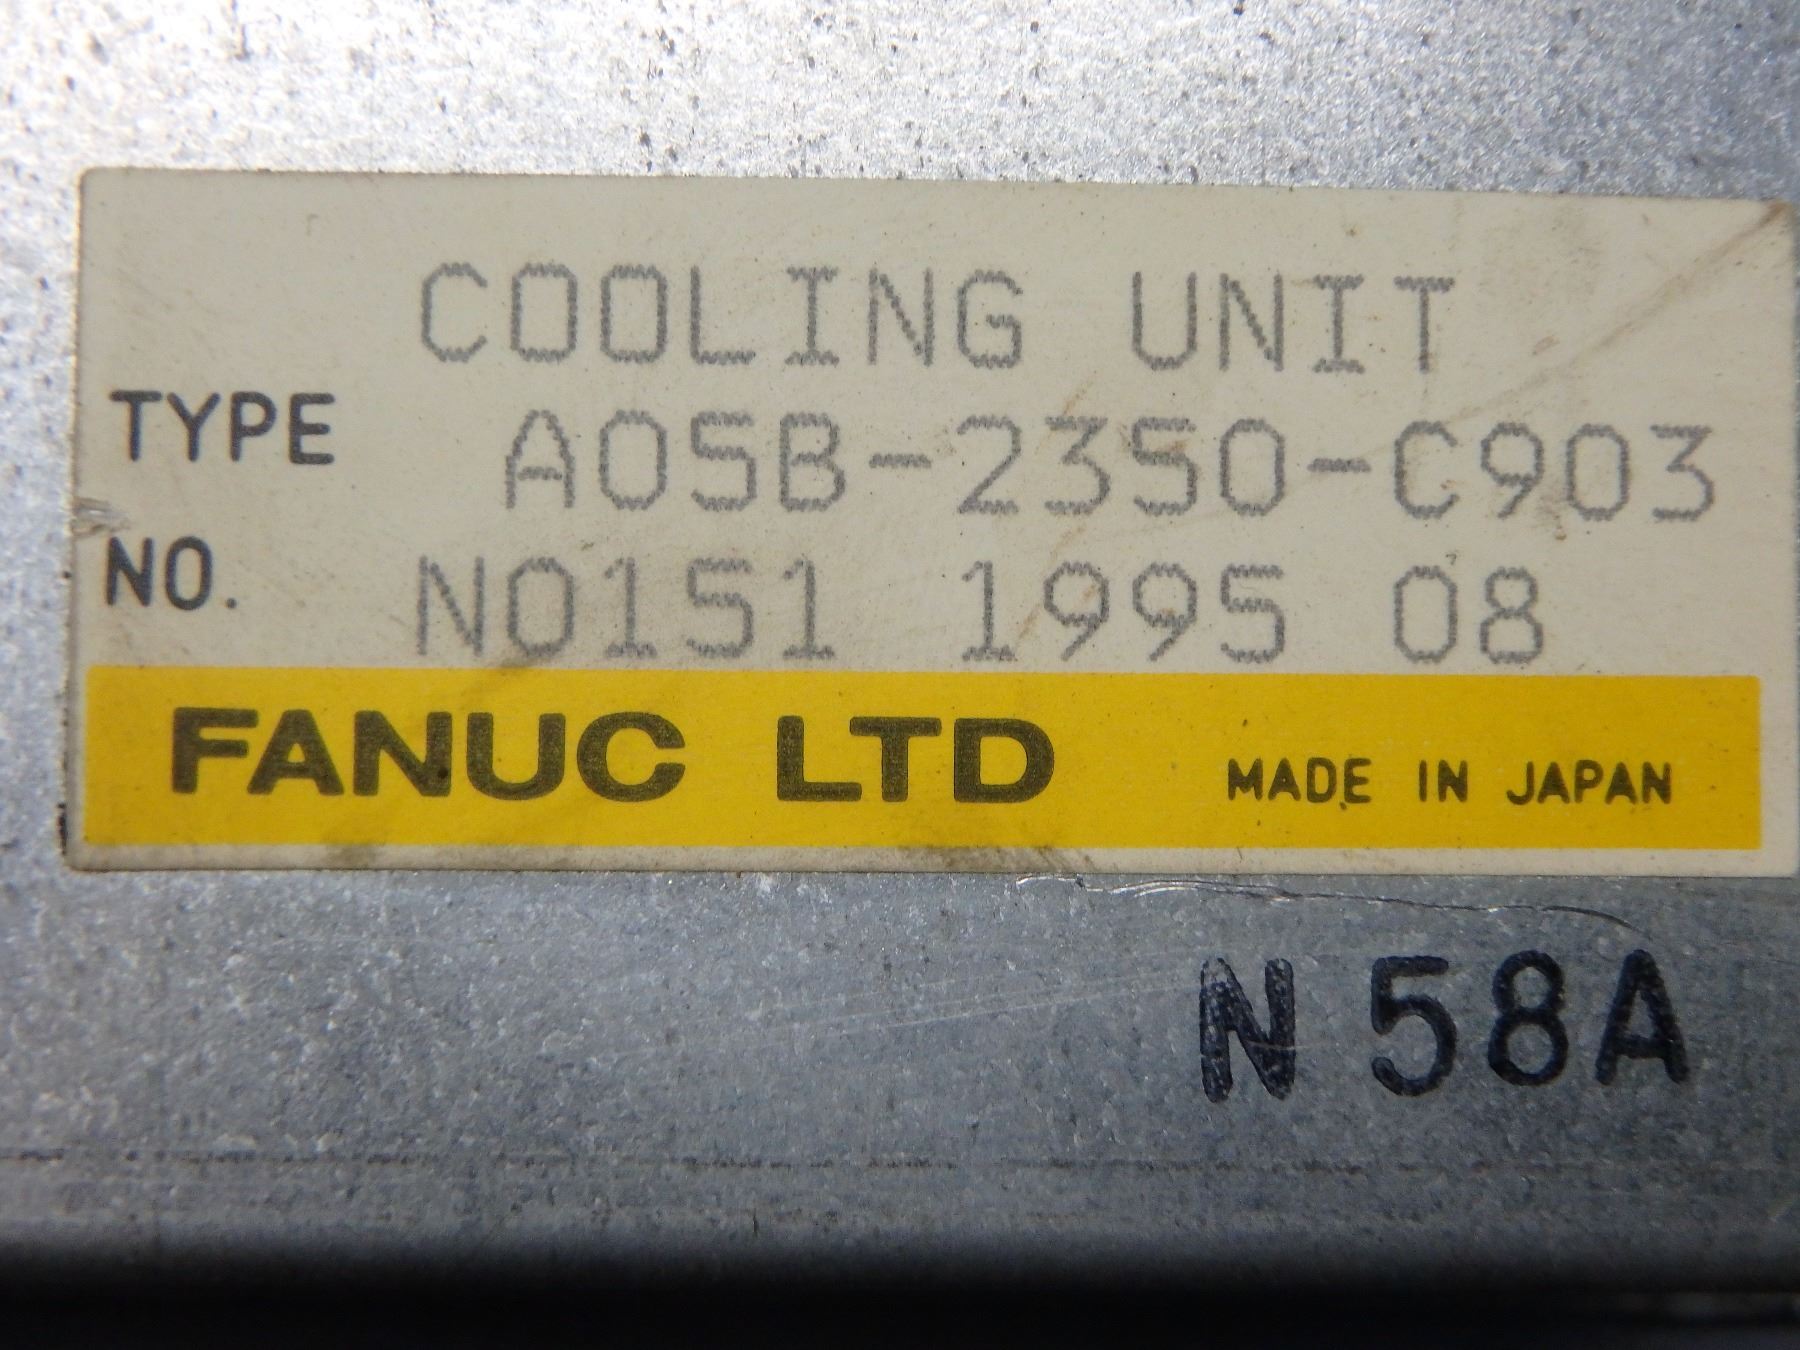 COOLING UNIT
TYPE A05B-2350-C903
NO. N0151 1995 08
FANUC LTD MADE IN JAPAN
N 58A